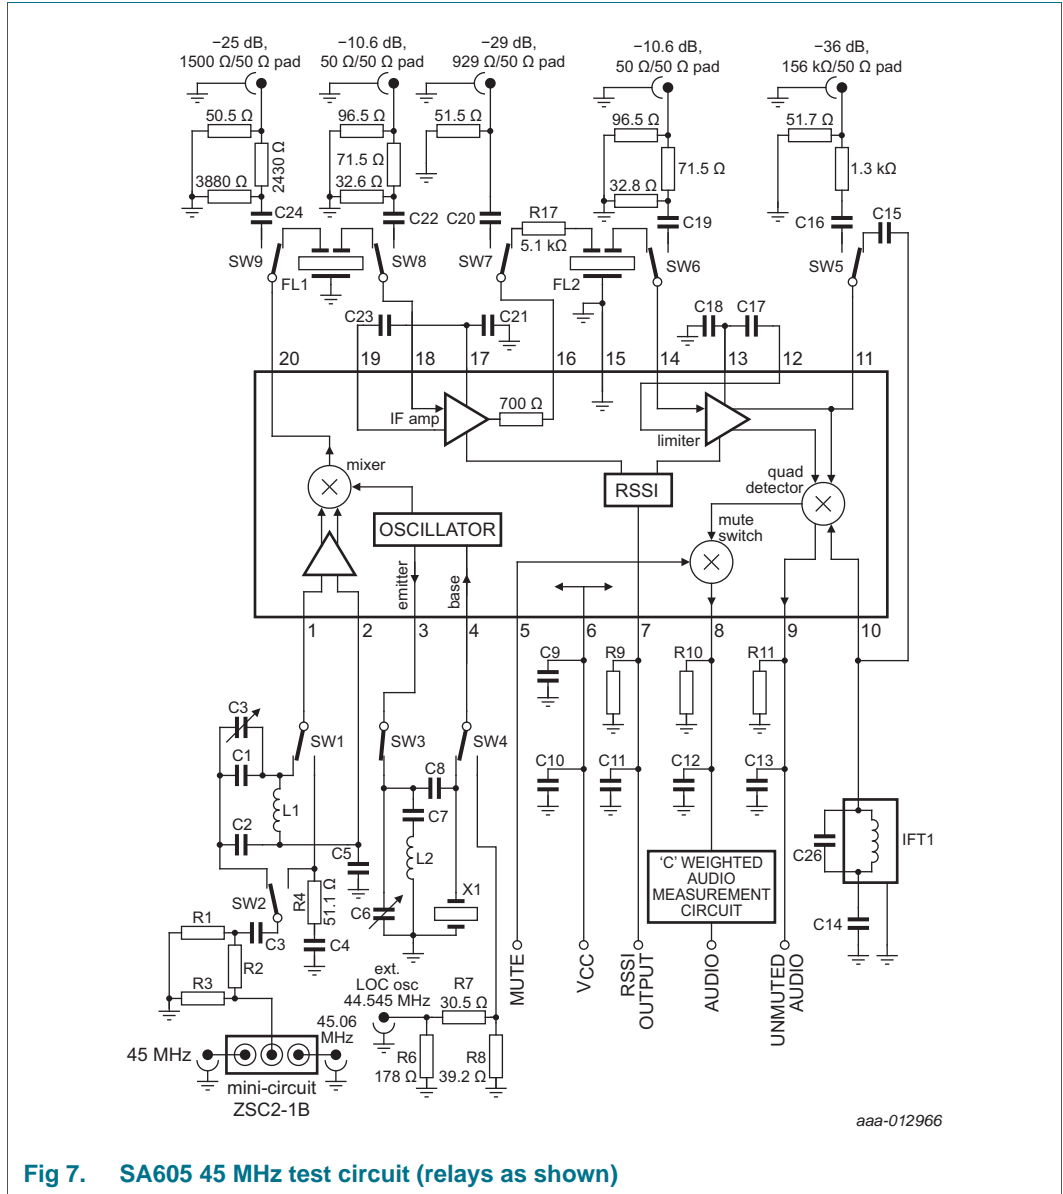 −25 dB,
1500 Ω/50 Ω pad
−10.6 dB,
50 Ω/50 Ω pad
−29 dB,
929 Ω/50 Ω pad
−10.6 dB,
50 Ω/50 Ω pad
−36 dB,
156 kΩ/50 Ω pad
50.5 Ω
96.5 Ω
51.5 Ω
96.5 Ω
51.7 Ω
2430 Ω
71.5 Ω
71.5 Ω
1.3 kΩ
3880 Ω
32.6 Ω
32.8 Ω
C24
C22
C20
R17
5.1 kΩ
C19
C16
C15
SW9
FL1
SW8
SW7
FL2
SW6
SW5
C23
C21
C18
C17
20
19
18
17
16
15
14
13
12
11
IF amp
700 Ω
limiter
mixer
RSSI
quad
detector
OSCILLATOR
mute
switch
emitter
base
1
2
3
4
5
6
7
8
9
10
C9
R9
R10
R11
C3
SW1
SW3
SW4
C1
C8
C10
C11
C12
C13
L1
C7
C2
C5
L2
C26
IFT1
'C' WEIGHTED
AUDIO
MEASUREMENT
CIRCUIT
SW2
R4
51.1 Ω
X1
C6
R1
C3
C4
C14
R2
R3
ext.
LOC osc
44.545 MHz
R7
30.5 Ω
MUTE
VCC
RSSI
OUTPUT
AUDIO
UNMUTED
AUDIO
45.06
MHz
45 MHz
R6
178 Ω
R8
39.2 Ω
mini-circuit
ZSC2-1B
aaa-012966
Fig 7. SA605 45 MHz test circuit (relays as shown)